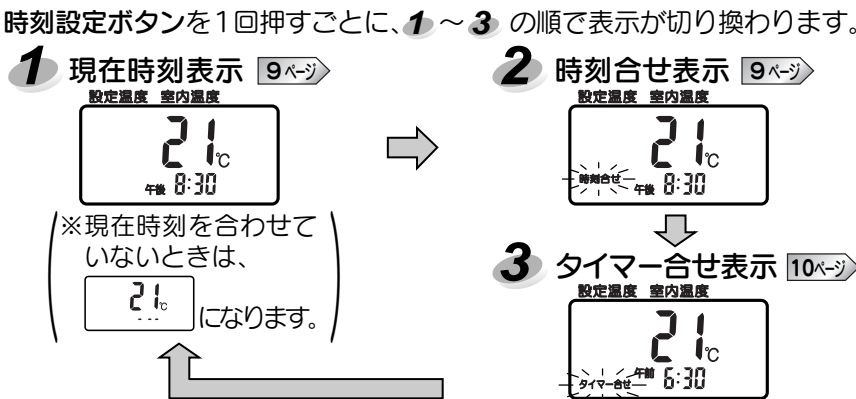 時刻設定ボタンを1回押すごとに、1～3 の順で表示が切り換わります。
1 現在時刻表示 9ページ
設定温度 室内温度
21℃
午後 8:30
※現在時刻を合わせて
いないときは、
21℃
- --
になります。
2 時刻合せ表示 9ページ
設定温度 室内温度
21℃
時刻合せ 午後 8:30
3 タイマー合せ表示 10ページ
設定温度 室内温度
21℃
タイマー合せ 午前 6:30